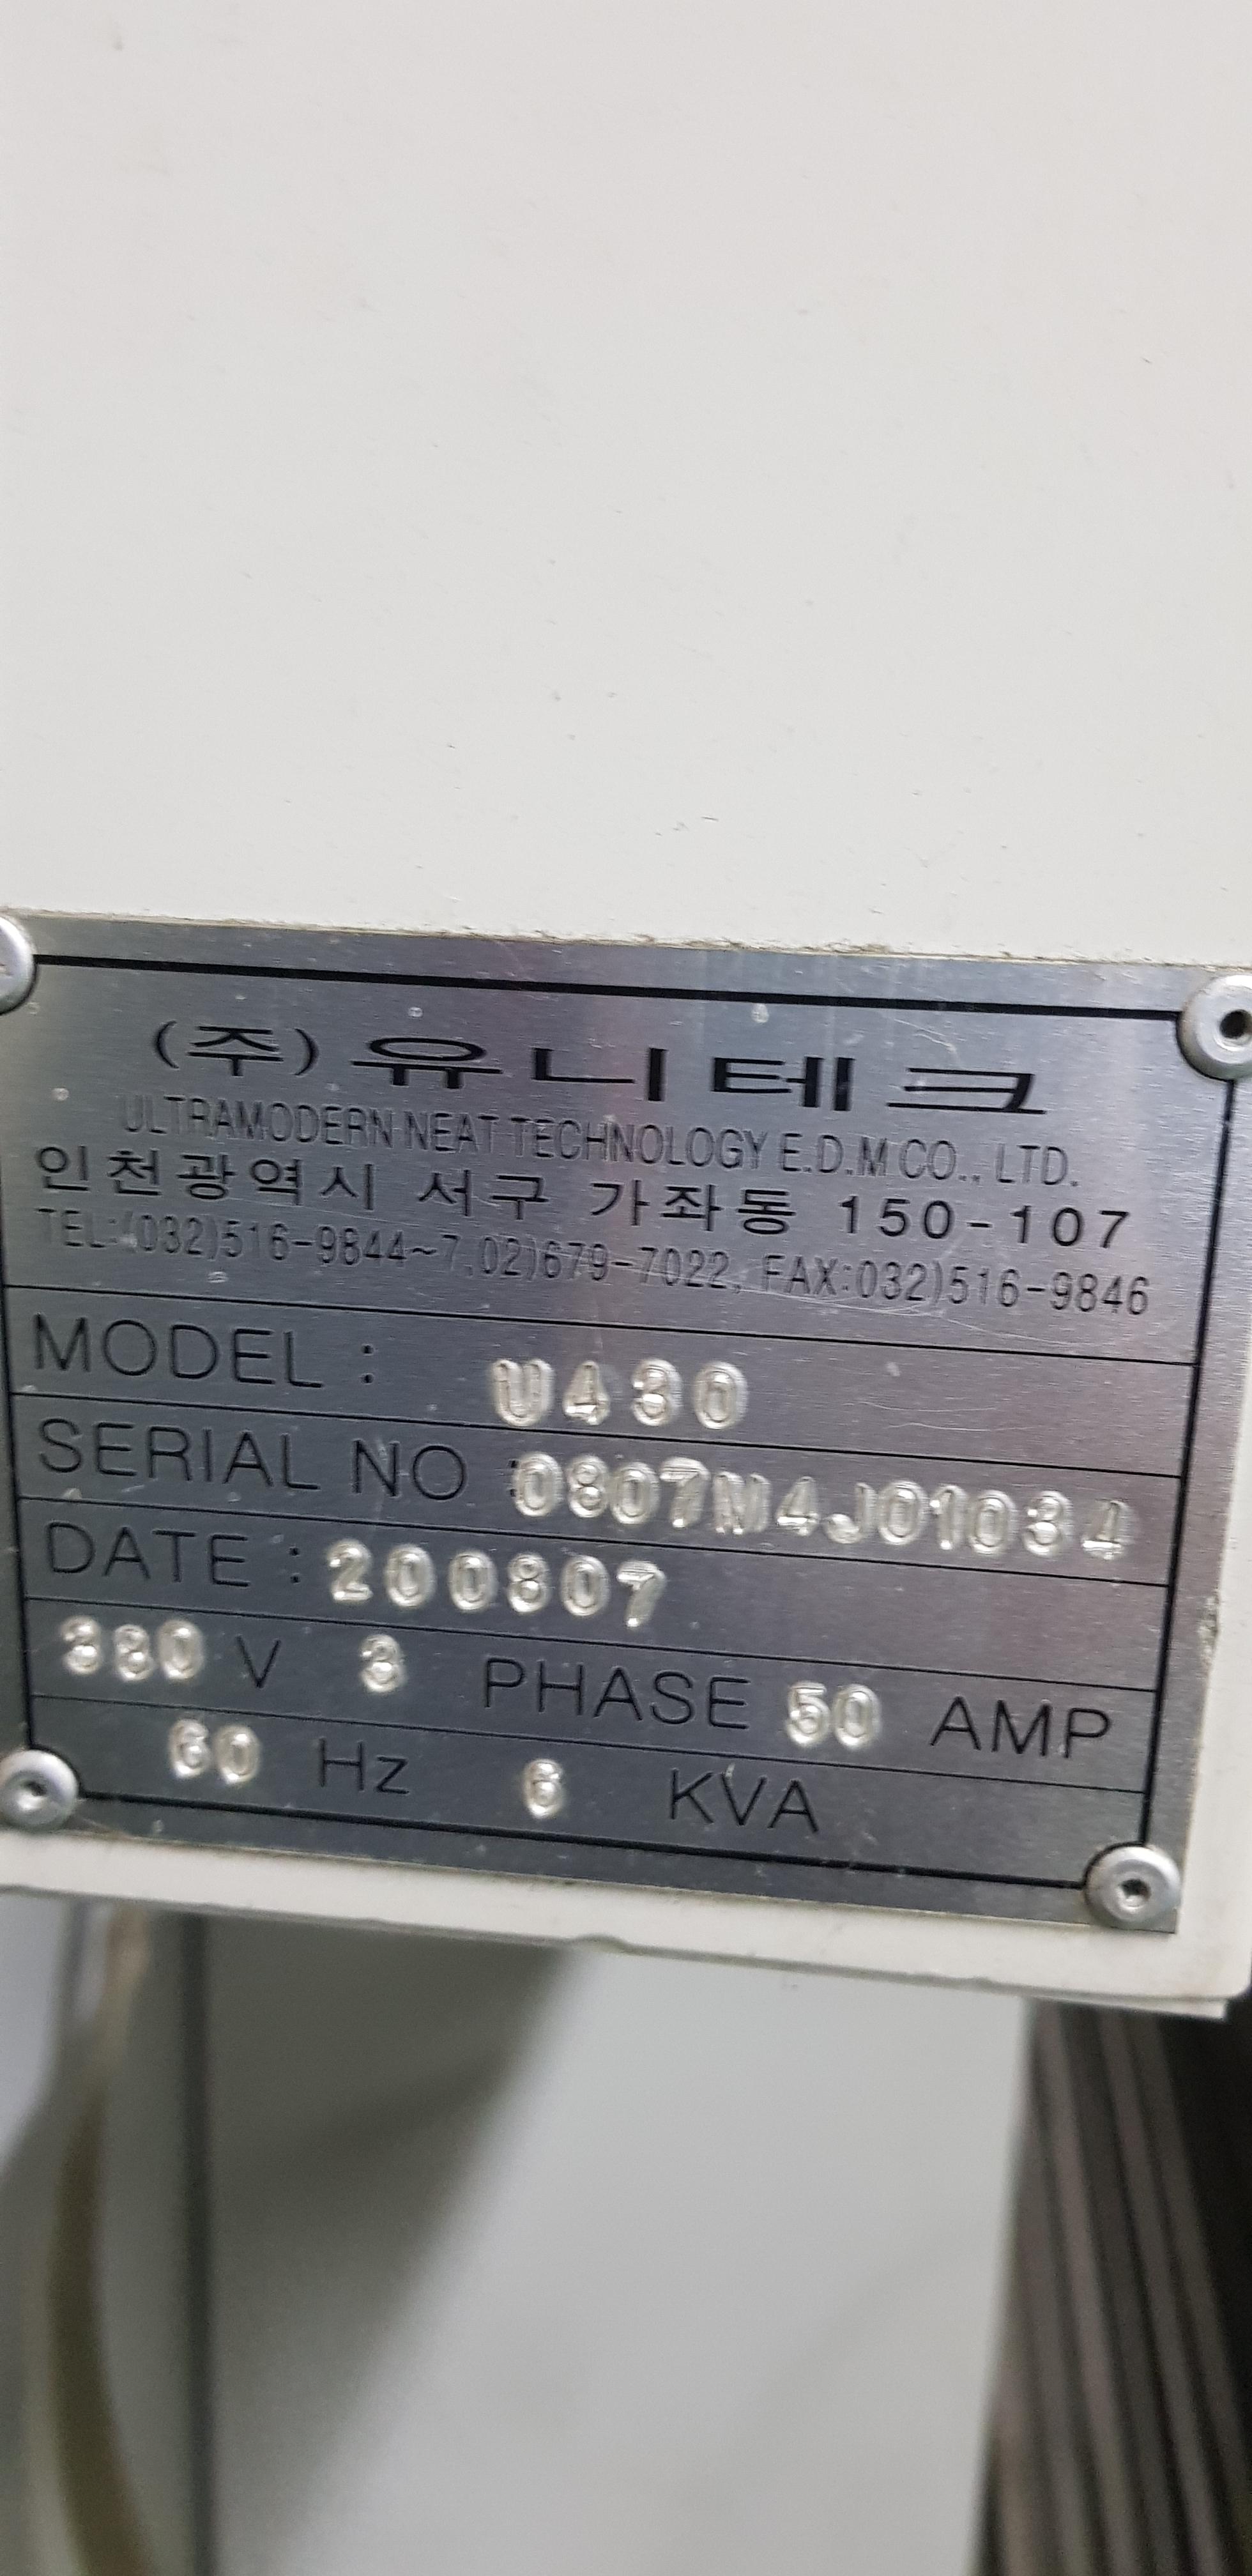 (주)유니테크
ULTRAMODERN NEAT TECHNOLOGY E.D.M CO., LTD.
인천광역시 서구 가좌동 150-107
TEL:(032)516-9844~7, 02)679-7022, FAX:032)516-9846
MODEL : U430
SERIAL NO : 0807N4J01034
DATE : 200807
380 V 3 PHASE 50 AMP
60 Hz 6 KVA